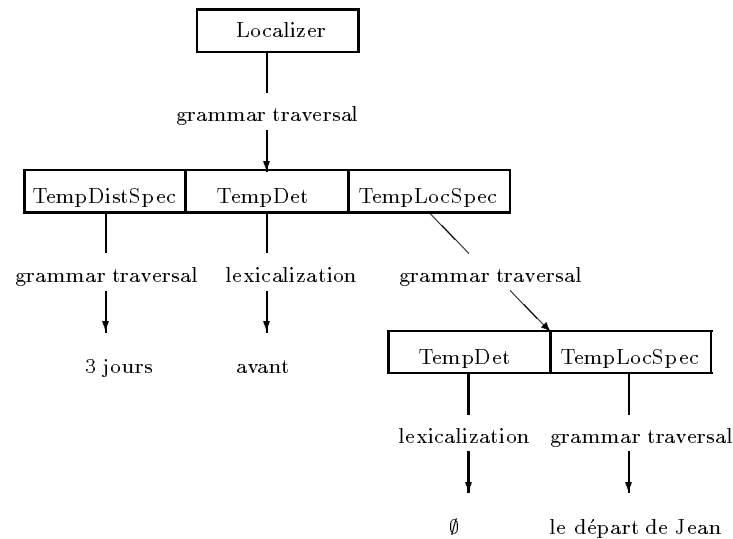 Localizer
grammar traversal
TempDistSpec TempDet TempLocSpec
grammar traversal lexicalization grammar traversal
3 jours avant
TempDet TempLocSpec
lexicalization grammar traversal
∅ le départ de Jean